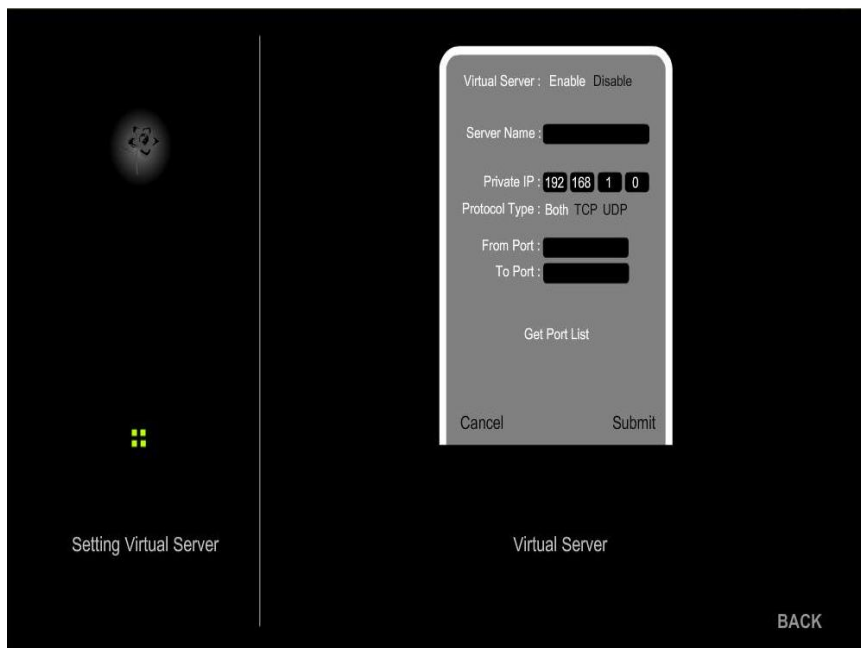 Virtual Server : Enable Disable
Server Name :
Private IP : 192 168 1 0
Protocol Type : Both TCP UDP
From Port :
To Port :
Get Port List
Cancel Submit
Setting Virtual Server
Virtual Server
BACK